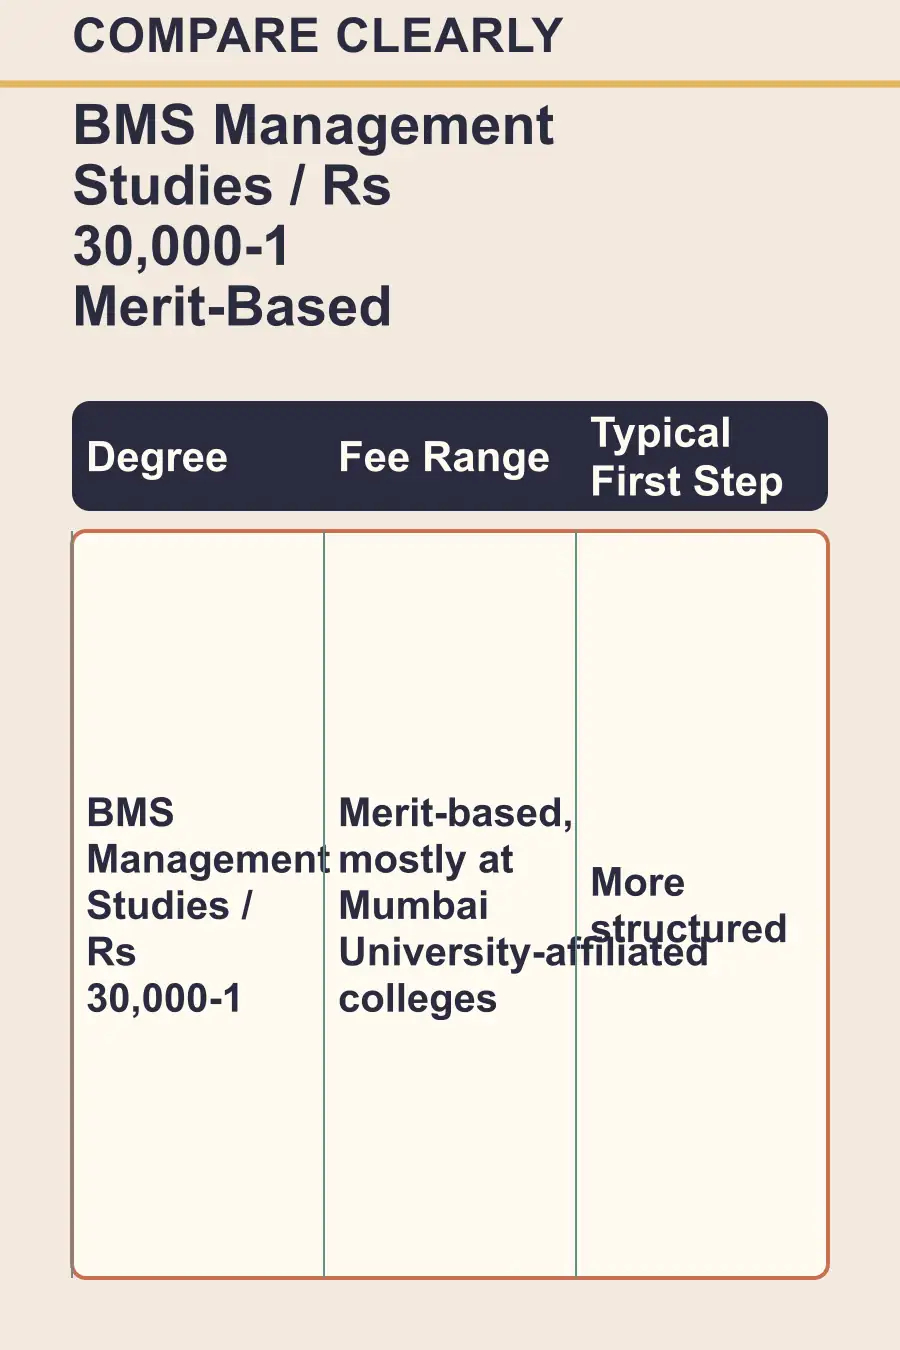 COMPARE CLEARLY
BMS Management
Studies / Rs
30,000-1
Merit-Based
Degree
Fee Range
Typical
First Step
BMS
Management
Studies /
Rs
30,000-1
Merit-based,
mostly at
Mumbai
University-affiliated
colleges
More
structured